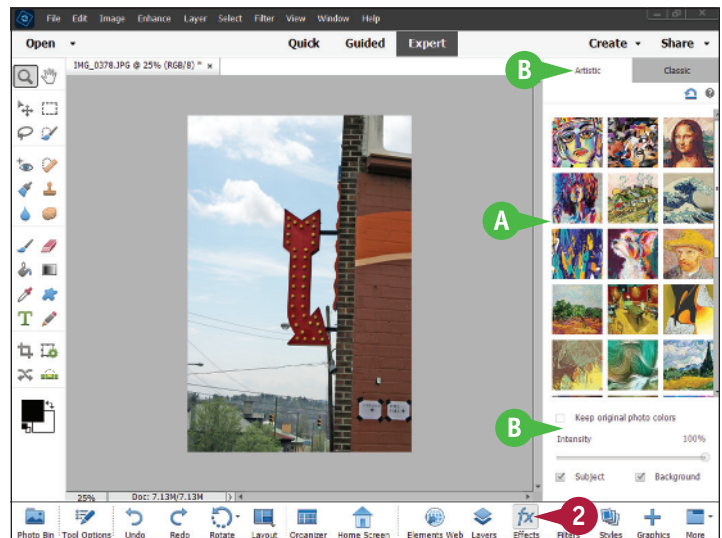 File Edit Image Enhance Layer Select Filter View Window Help
Open Quick Guided Expert Create Share
IMG_0378.JPG @ 25% (RGB/8) * x
B Artistic Classic
A
B Keep original photo colors
Intensity 100%
Subject Background
25% Doc: 7.13M/7.13M
2
Photo Bin Tool Options Undo Redo Rotate Layout Organizer Home Screen Elements Web Layers Effects Filters Styles Graphics More